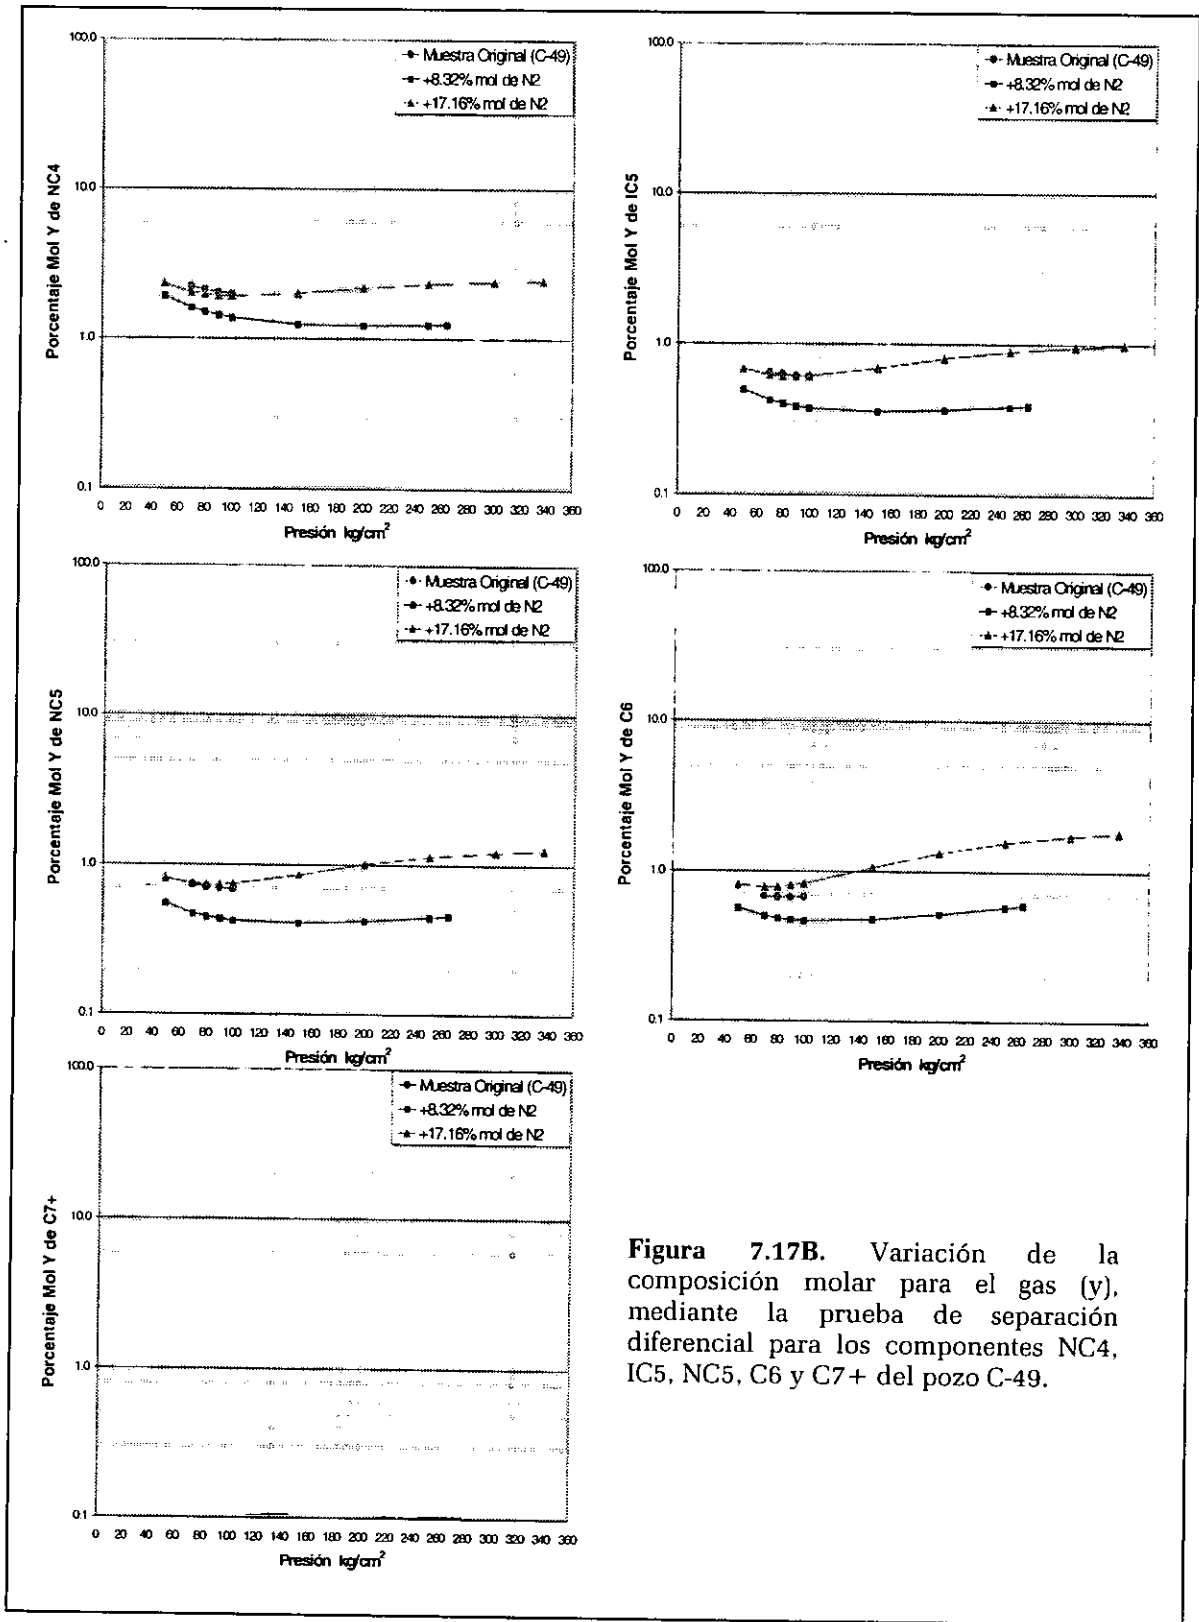 100.0
10.0
1.0
0.1
Porcentaje Mol Y de NC4
Muestra Original (C-49)
+8.32% mol de N2
+17.16% mol de N2
0 20 40 60 80 100 120 140 160 180 200 220 240 260 280 300 320 340 360
Presión kg/cm²
100.0
10.0
1.0
0.1
Porcentaje Mol Y de IC5
Muestra Original (C-49)
+8.32% mol de N2
+17.16% mol de N2
0 20 40 60 80 100 120 140 160 180 200 220 240 260 280 300 320 340 360
Presión kg/cm²
100.0
10.0
1.0
0.1
Porcentaje Mol Y de NC5
Muestra Original (C-49)
+8.32% mol de N2
+17.16% mol de N2
0 20 40 60 80 100 120 140 160 180 200 220 240 260 280 300 320 340 360
Presión kg/cm²
100.0
10.0
1.0
0.1
Porcentaje Mol Y de C6
Muestra Original (C-49)
+8.32% mol de N2
+17.16% mol de N2
0 20 40 60 80 100 120 140 160 180 200 220 240 260 280 300 320 340 360
Presión kg/cm²
100.0
10.0
1.0
0.1
Porcentaje Mol Y de C7+
Muestra Original (C-49)
+8.32% mol de N2
+17.16% mol de N2
0 20 40 60 80 100 120 140 160 180 200 220 240 260 280 300 320 340 360
Presión kg/cm²
Figura 7.17B. Variación de la
composición molar para el gas (y),
mediante la prueba de separación
diferencial para los componentes NC4,
IC5, NC5, C6 y C7+ del pozo C-49.